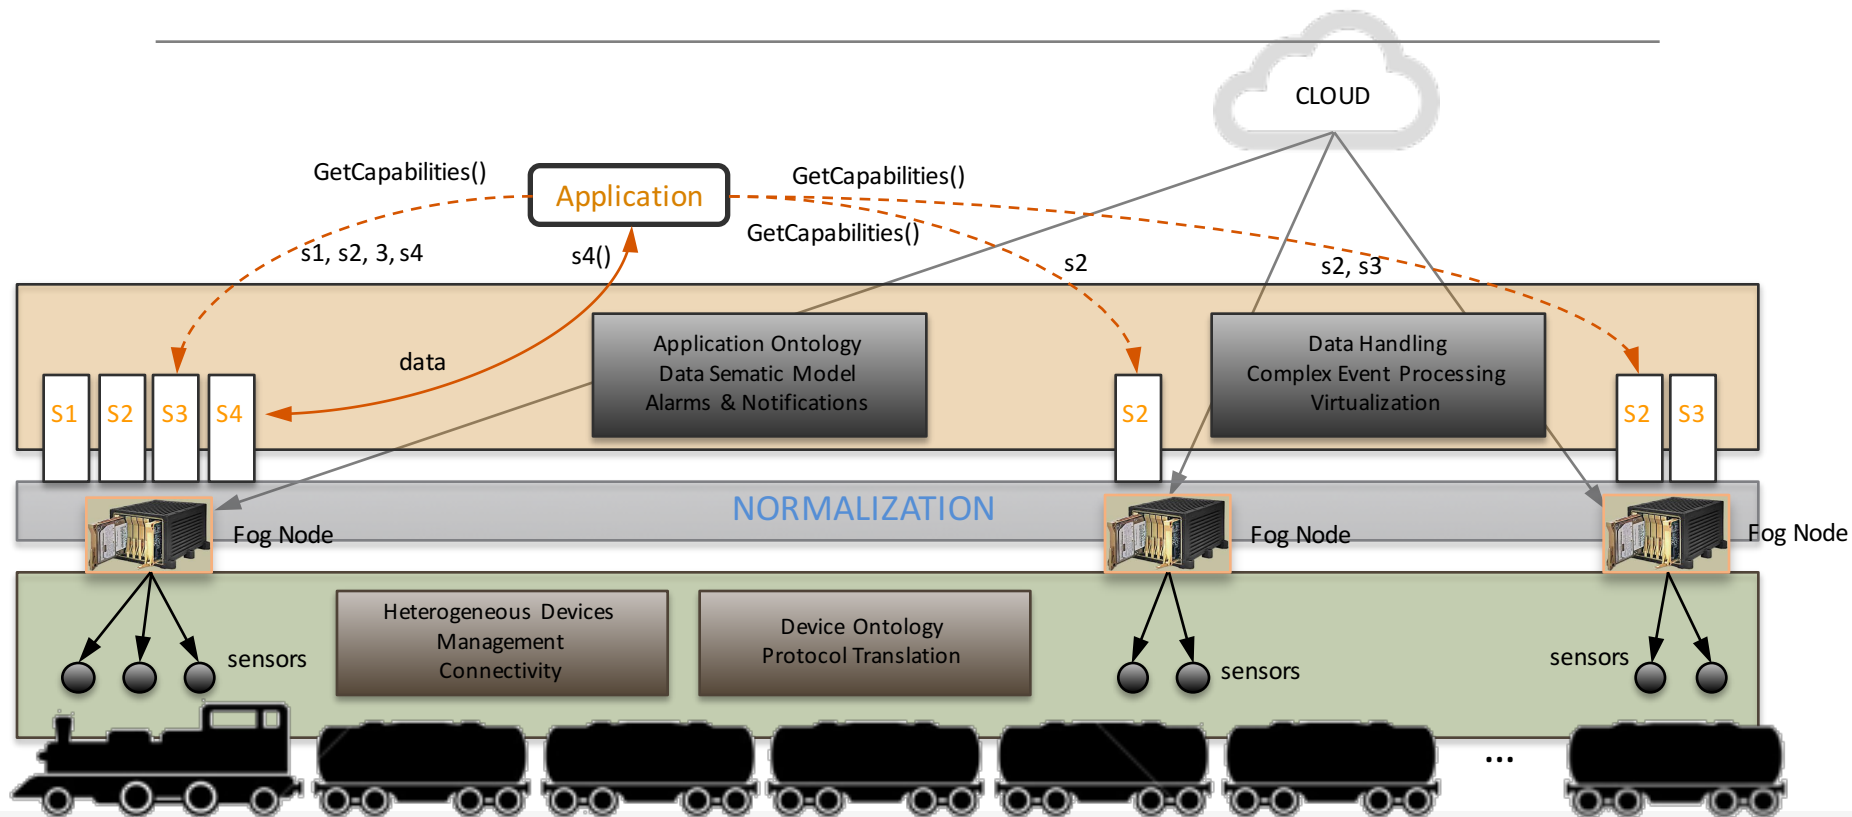 CLOUD
GetCapabilities()
Application
GetCapabilities()
GetCapabilities()
s1, s2, 3, s4
s4()
s2
s2, s3
data
Application Ontology
Data Sematic Model
Alarms & Notifications
Data Handling
Complex Event Processing
Virtualization
S1
S2
S3
S4
S2
S2
S3
NORMALIZATION
Fog Node
Fog Node
Fog Node
Heterogeneous Devices
Management
Connectivity
Device Ontology
Protocol Translation
sensors
sensors
sensors
...